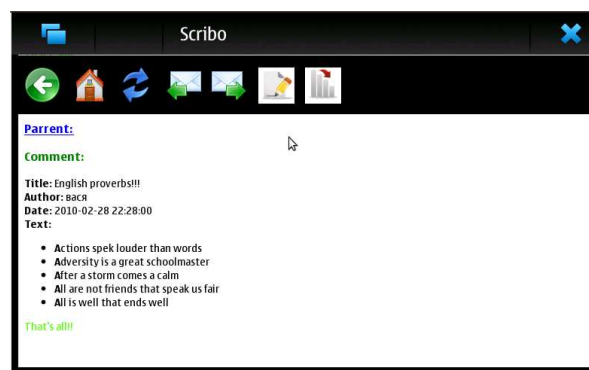 Scribo
Parrent:
Comment:
Title: English proverbs!!!
Author: вася
Date: 2010-02-28 22:28:00
Text:
• Actions spek louder than words
• Adversity is a great schoolmaster
• After a storm comes a calm
• All are not friends that speak us fair
• All is well that ends well
That's all!!